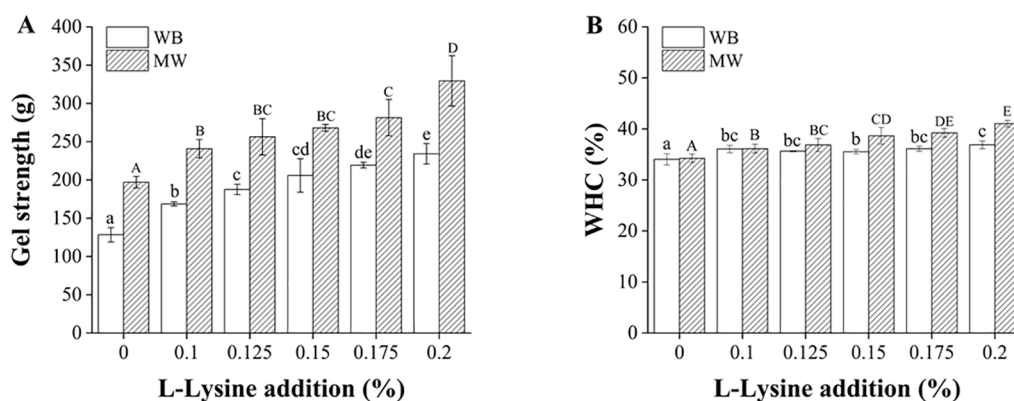 A
WB
MW
400
350
300
250
200
150
100
50
0
Gel strength (g)
a A b B c BC cd BC de C e D
0 0.1 0.125 0.15 0.175 0.2
L-Lysine addition (%)
B
WB
MW
60
50
40
30
20
10
0
WHC (%)
a A bc B bc BC b CD bc DE c E
0 0.1 0.125 0.15 0.175 0.2
L-Lysine addition (%)